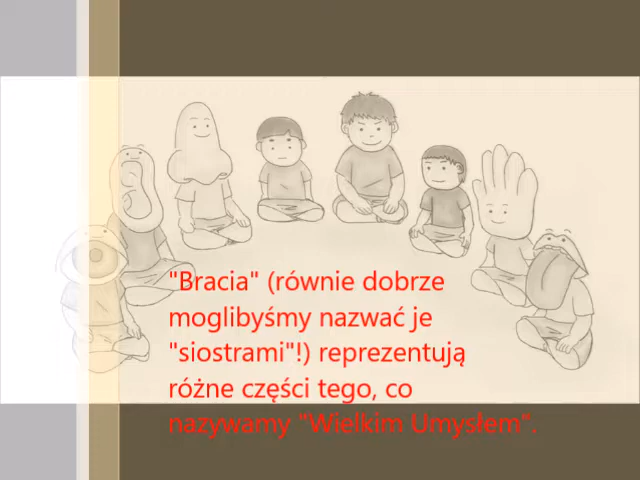 "Bracia" (równie dobrze
moglibyśmy nazwać je
"siostrami"!) reprezentują
różne części tego, co
nazywamy "Wielkim Umysłem".